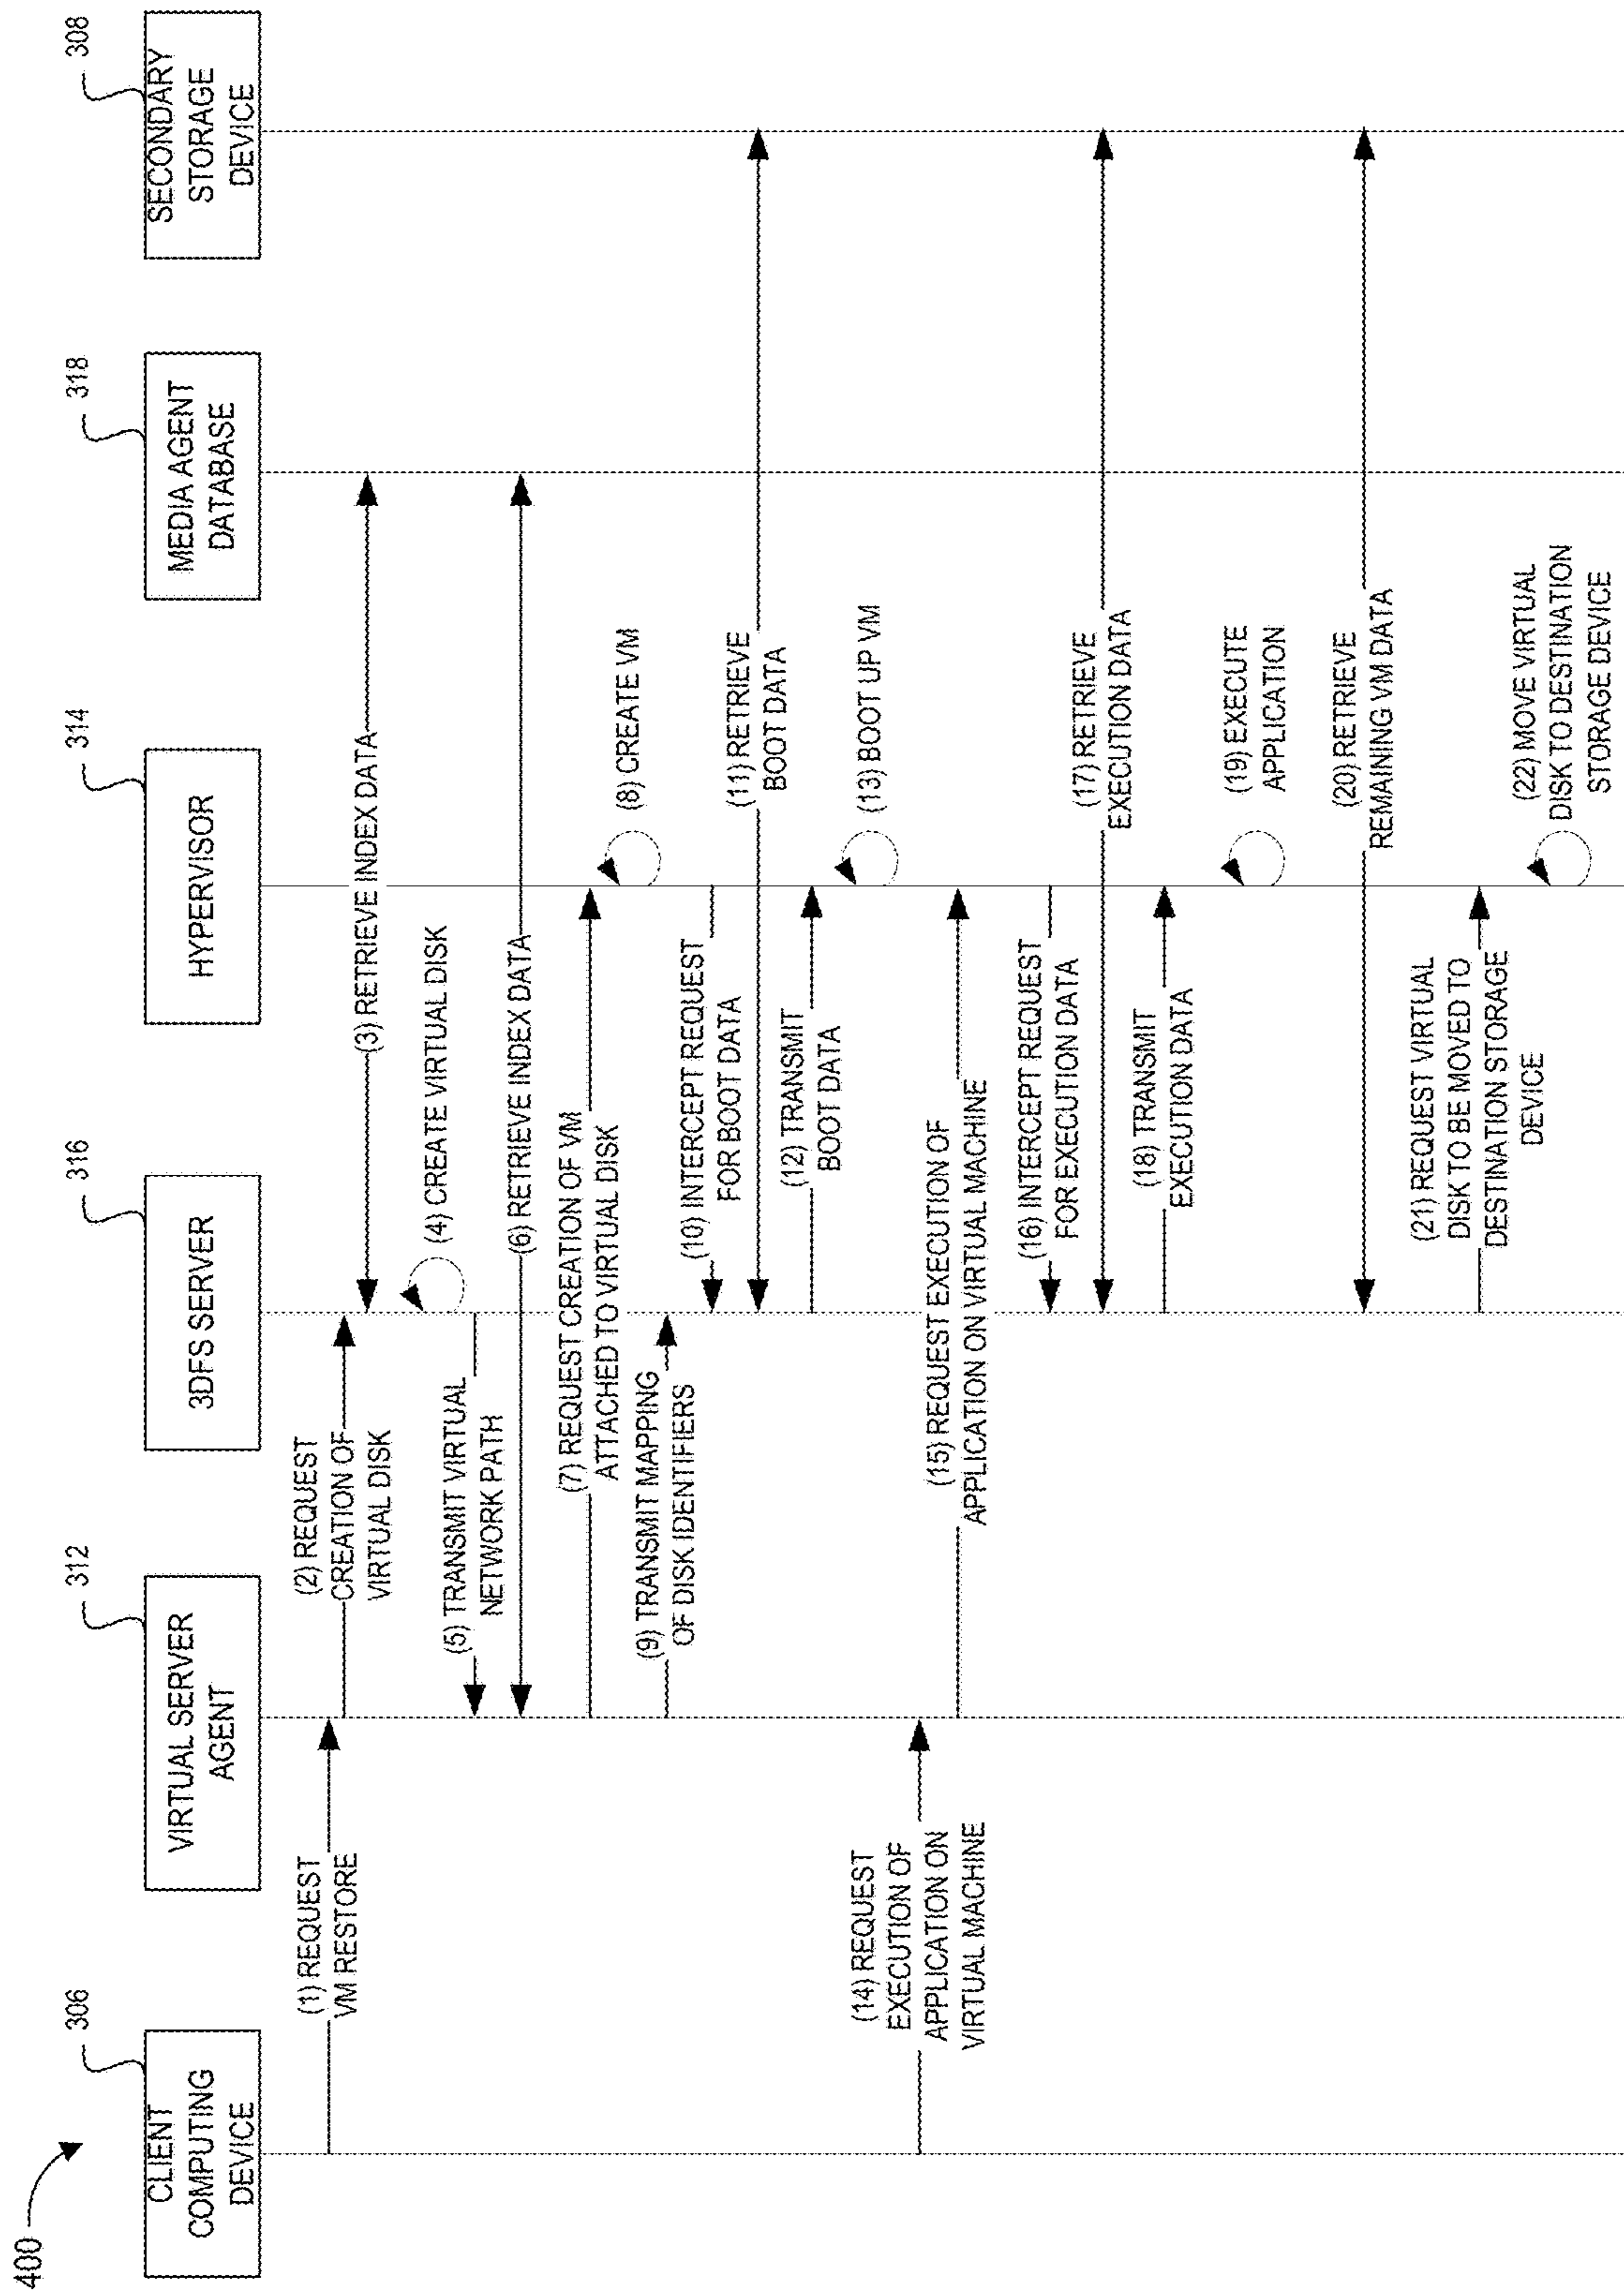 400
306
CLIENT
COMPUTING
DEVICE
312
VIRTUAL SERVER
AGENT
316
3DFS SERVER
314
HYPERVISOR
318
MEDIA AGENT
DATABASE
308
SECONDARY
STORAGE
DEVICE
(1) REQUEST
VM RESTORE
(2) REQUEST
CREATION OF
VIRTUAL DISK
(3) RETRIEVE INDEX DATA
(4) CREATE VIRTUAL DISK
(5) TRANSMIT VIRTUAL
NETWORK PATH
(6) RETRIEVE INDEX DATA
(7) REQUEST CREATION OF VM
ATTACHED TO VIRTUAL DISK
(8) CREATE VM
(9) TRANSMIT MAPPING
OF DISK IDENTIFIERS
(10) INTERCEPT REQUEST
FOR BOOT DATA
(11) RETRIEVE
BOOT DATA
(12) TRANSMIT
BOOT DATA
(13) BOOT UP VM
(14) REQUEST
EXECUTION OF
APPLICATION ON
VIRTUAL MACHINE
(15) REQUEST EXECUTION OF
APPLICATION ON VIRTUAL MACHINE
(16) INTERCEPT REQUEST
FOR EXECUTION DATA
(17) RETRIEVE
EXECUTION DATA
(18) TRANSMIT
EXECUTION DATA
(19) EXECUTE
APPLICATION
(20) RETRIEVE
REMAINING VM DATA
(21) REQUEST VIRTUAL
DISK TO BE MOVED TO
DESTINATION STORAGE
DEVICE
(22) MOVE VIRTUAL
DISK TO DESTINATION
STORAGE DEVICE